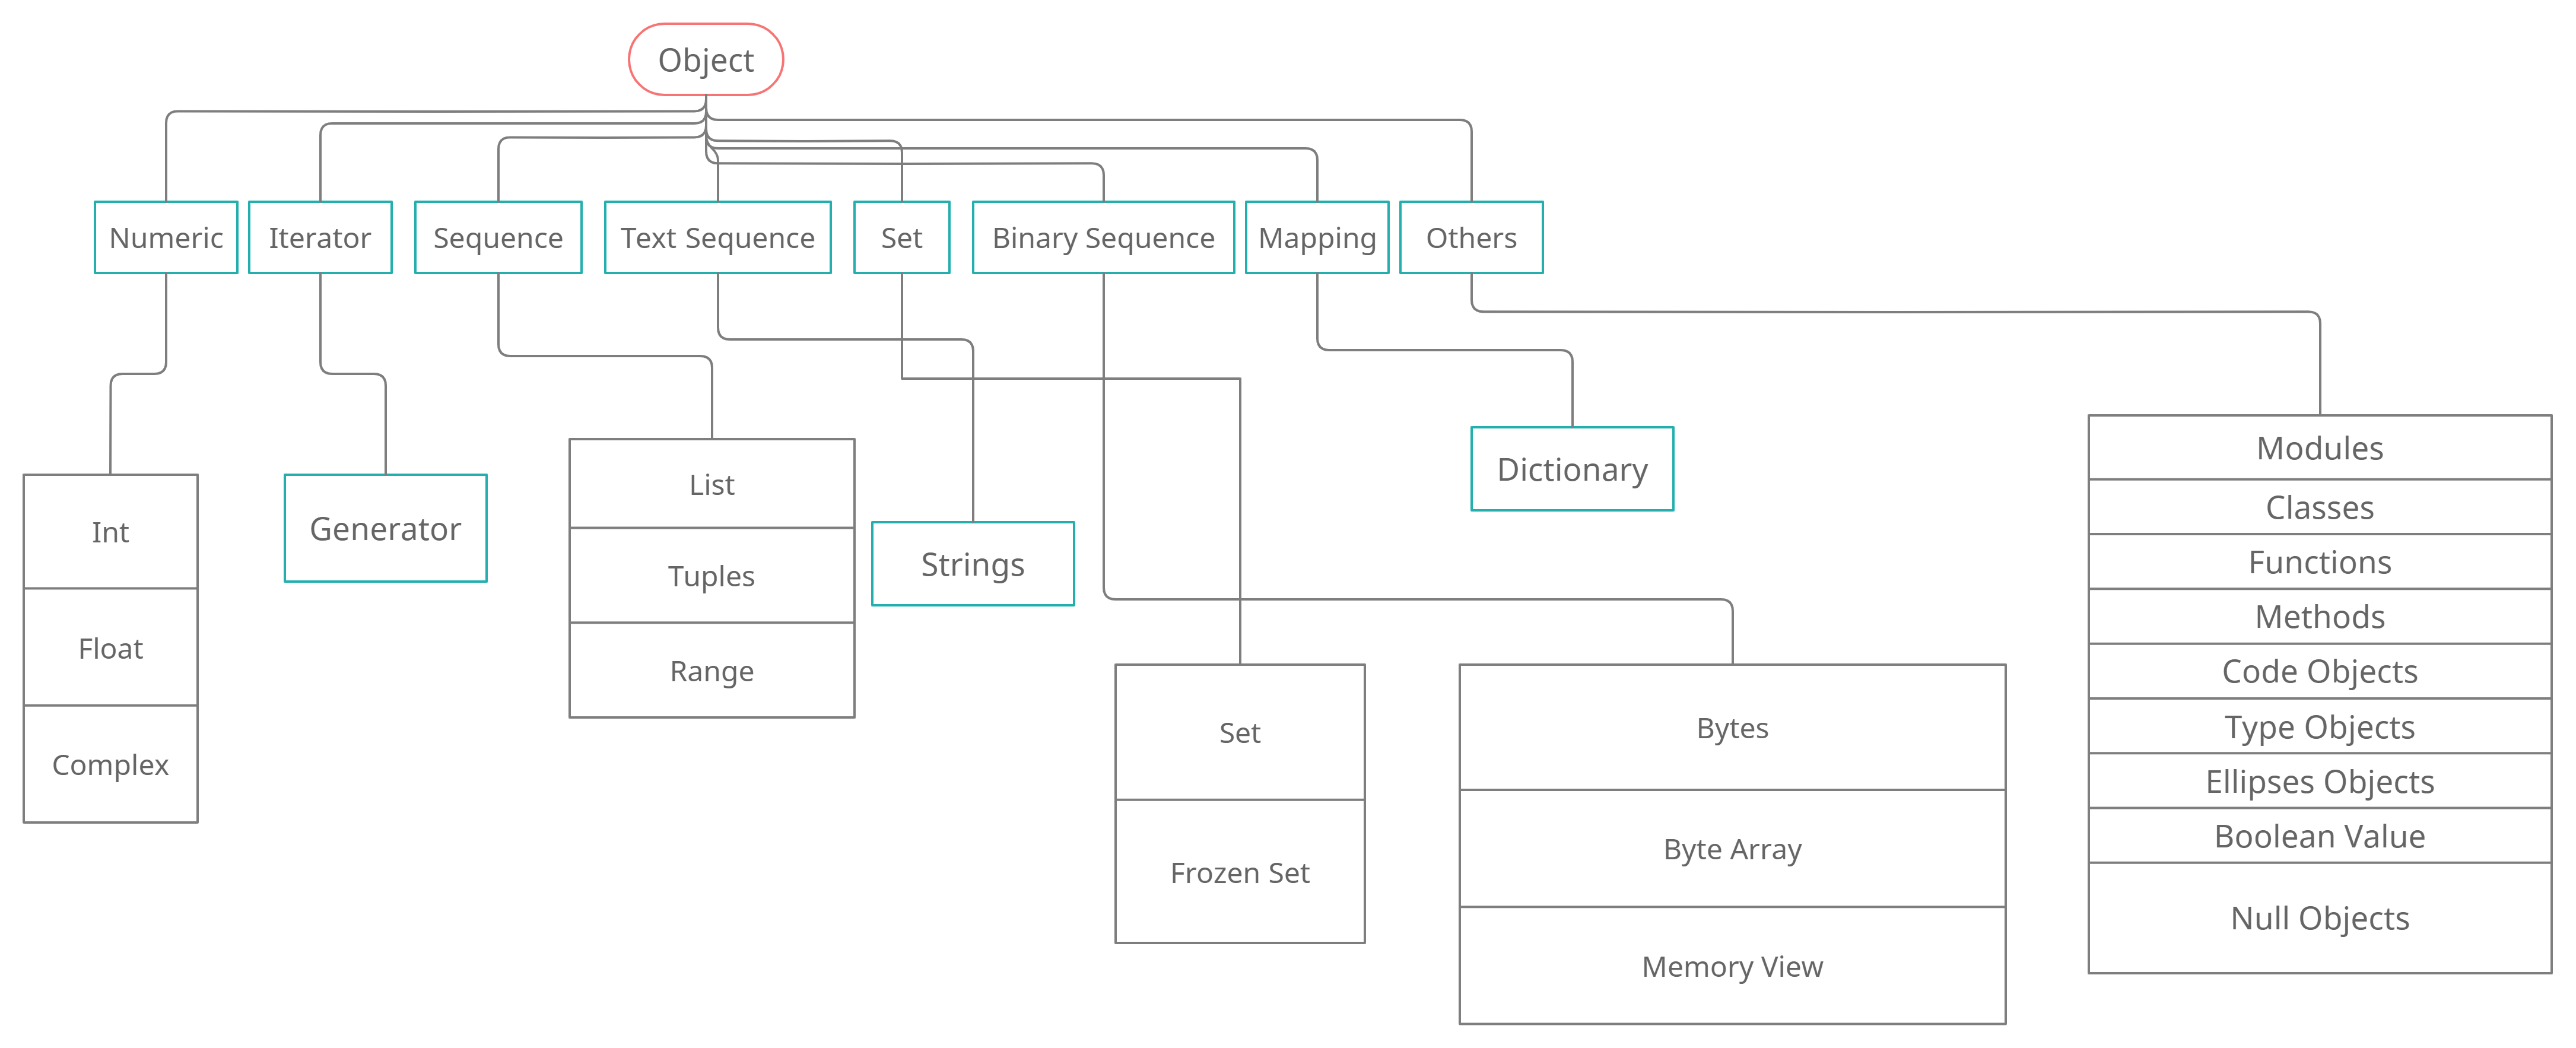 Object
Numeric
Iterator
Sequence
Text Sequence
Set
Binary Sequence
Mapping
Others
Int
Float
Complex
Generator
List
Tuples
Range
Strings
Set
Frozen Set
Dictionary
Bytes
Byte Array
Memory View
Modules
Classes
Functions
Methods
Code Objects
Type Objects
Ellipses Objects
Boolean Value
Null Objects